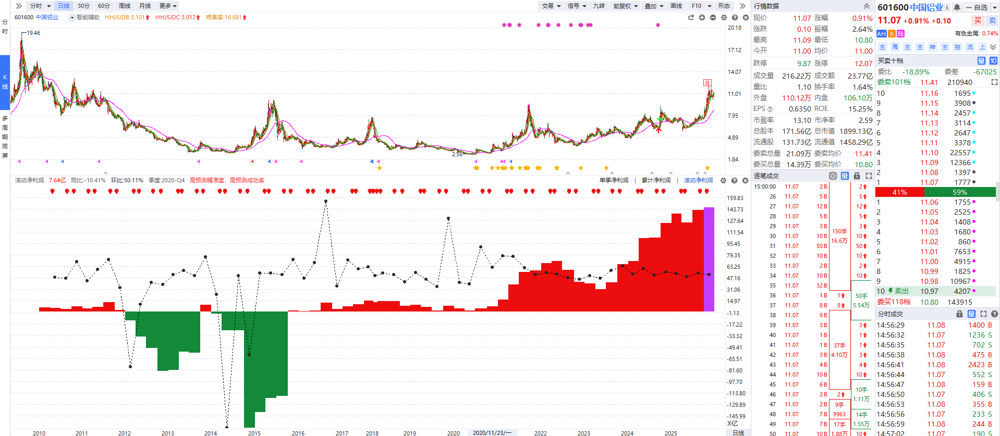 分时 日线 30分 60分 周线 月线 更多 交易 信号 九转 前复权 叠加 画线 F10 形态
601600 中国铝业 智能辅助 HHJSJDB:3.101 HHJSJDC:3.017 乖离率:16.681
分时
K线
多周期同屏
19.46
2.56
20.18
17.12
14.07
11.01
7.95
4.89
1.84
滚动净利润 7.64亿 同比:-10.41% 环比:50.11% 季度:2020-Q4 高预测精准度，高预测成功率 单季净利润 | 累计净利润 | 滚动净利润
159.83
143.73
127.64
111.54
95.45
79.35
63.25
47.16
31.06
14.97
-1.13
-17.22
-33.32
-49.41
-65.51
-81.60
-97.70
-113.80
-129.89
-145.99
X亿
2010 2011 2012 2013 2014 2015 2016 2017 2018 2019 2020 2020/11/23/一 2022 2023 2024 2025 日线
行情数据
现价 11.07 涨幅 0.91%
涨跌 0.10 振幅 2.64%
最高 11.09 最低 10.80
今开 11.00 均价 11.00
跌停 9.87 涨停 12.07
成交量 216.22万 成交额 23.77亿
量比 1.10 换手率 1.64%
外盘 110.12万 内盘 106.10万
EPS ③ 0.6350 ROE 15.25%
市盈率 13.10 市净率 2.59
总股本 171.56亿 总市值 1899.13亿
流通股 131.73亿 流通值 1458.29亿
委卖总量 21.09万 委卖均价 11.41
委买总量 14.39万 委买均价 10.80
逐笔成交 量
15:00:00 11.07 2 B 2
26 11.07 5 B 5
27 11.07 12 B 12
28 11.07 5 B 5
29 11.07 3 B 3
30 11.07 10 B 10
31 11.07 50 B 50
32 11.07 10 B 10
33 11.07 2 B 2
34 11.07 10 B 10
35 11.07 32 B
36 11.07 1 B 1
37 11.07 8 B 8
38 11.07 9 B
39 11.07 3 B 3
40 11.07 1 B 1
41 11.07 1 B 1
42 11.07 3 B 3
43 11.07 4 B 4
44 11.07 10 B 10
45 11.07 6 B
46 11.07 2 B 2
47 11.07 2 B
48 11.07 7 B
49 11.07 7 B
50 11.07 10 B 10
150手
16.6万
50手
5.54万
37手
4.10万
10手
1.11万
9手
9963
14手
1.55万
17手
1.88万
601600 中国铝业 自选
11.07 +0.91% +0.10 买 卖
AH R 陆 有色金属: 0.74%
主 海 主 主 神 主 控 流 上
买卖十档 量 10
委比 -18.89% 委差 -67025
委卖101档 11.41 210940
10 11.16 1695
9 11.15 3908
8 11.14 2457
7 11.13 3114
6 11.12 2647
5 11.11 3378
4 11.10 22557
3 11.09 12366
2 11.08 1397
1 11.07 1777
41% 59%
1 11.06 1755
2 11.05 2525
3 11.04 1408
4 11.03 1680
5 11.02 860
6 11.01 7653
7 11.00 4915
8 10.99 1825
9 10.98 10967
10 卖出 10.97 4207
委买118档 10.80 143915
分时成交 量
14:56:29 11.08 1400 B
14:56:32 11.07 1236 S
14:56:35 11.07 702 S
14:56:38 11.08 475 B
14:56:41 11.08 2423 B
14:56:44 11.07 552 S
14:56:47 11.08 159 B
14:56:50 11.07 406 S
14:56:53 11.08 355 B
14:56:56 11.07 233 S
14:56:59 11.08 244 B
14:57:02 11.07 190 S